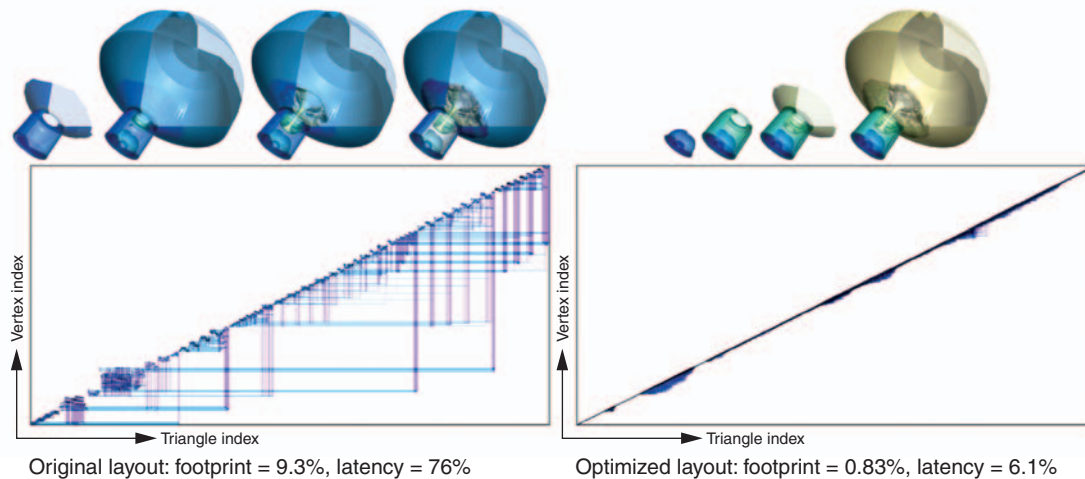 Vertex index
Triangle index
Original layout: footprint = 9.3%, latency = 76%
Vertex index
Triangle index
Optimized layout: footprint = 0.83%, latency = 6.1%